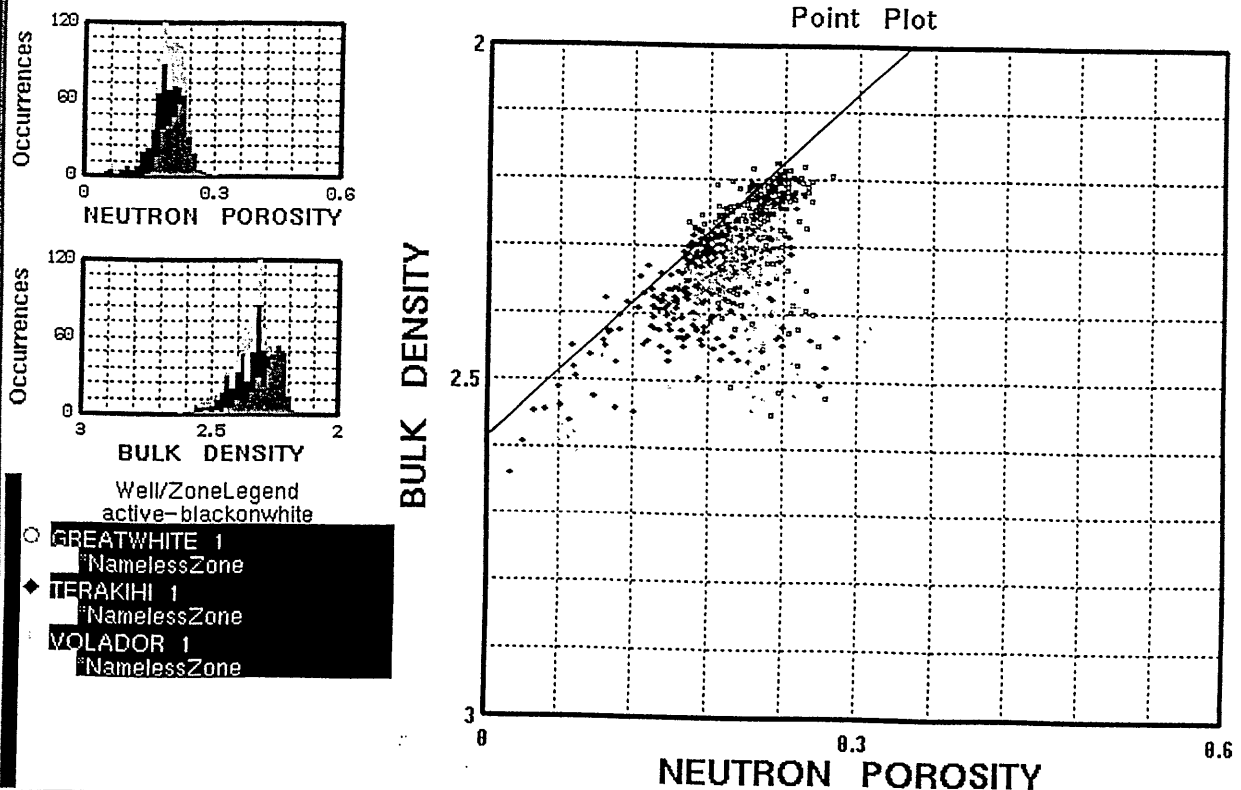 120
60
0
Occurrences
0 0.3 0.6
NEUTRON POROSITY
120
60
0
Occurrences
3 2.5 2
BULK DENSITY
Well/ZoneLegend
active-blackonwhite
GREATWHITE 1
*NamelessZone
TERAKIHI 1
*NamelessZone
VOLADOR 1
*NamelessZone
Point Plot
2
2.5
3
BULK DENSITY
0 0.3 0.6
NEUTRON POROSITY